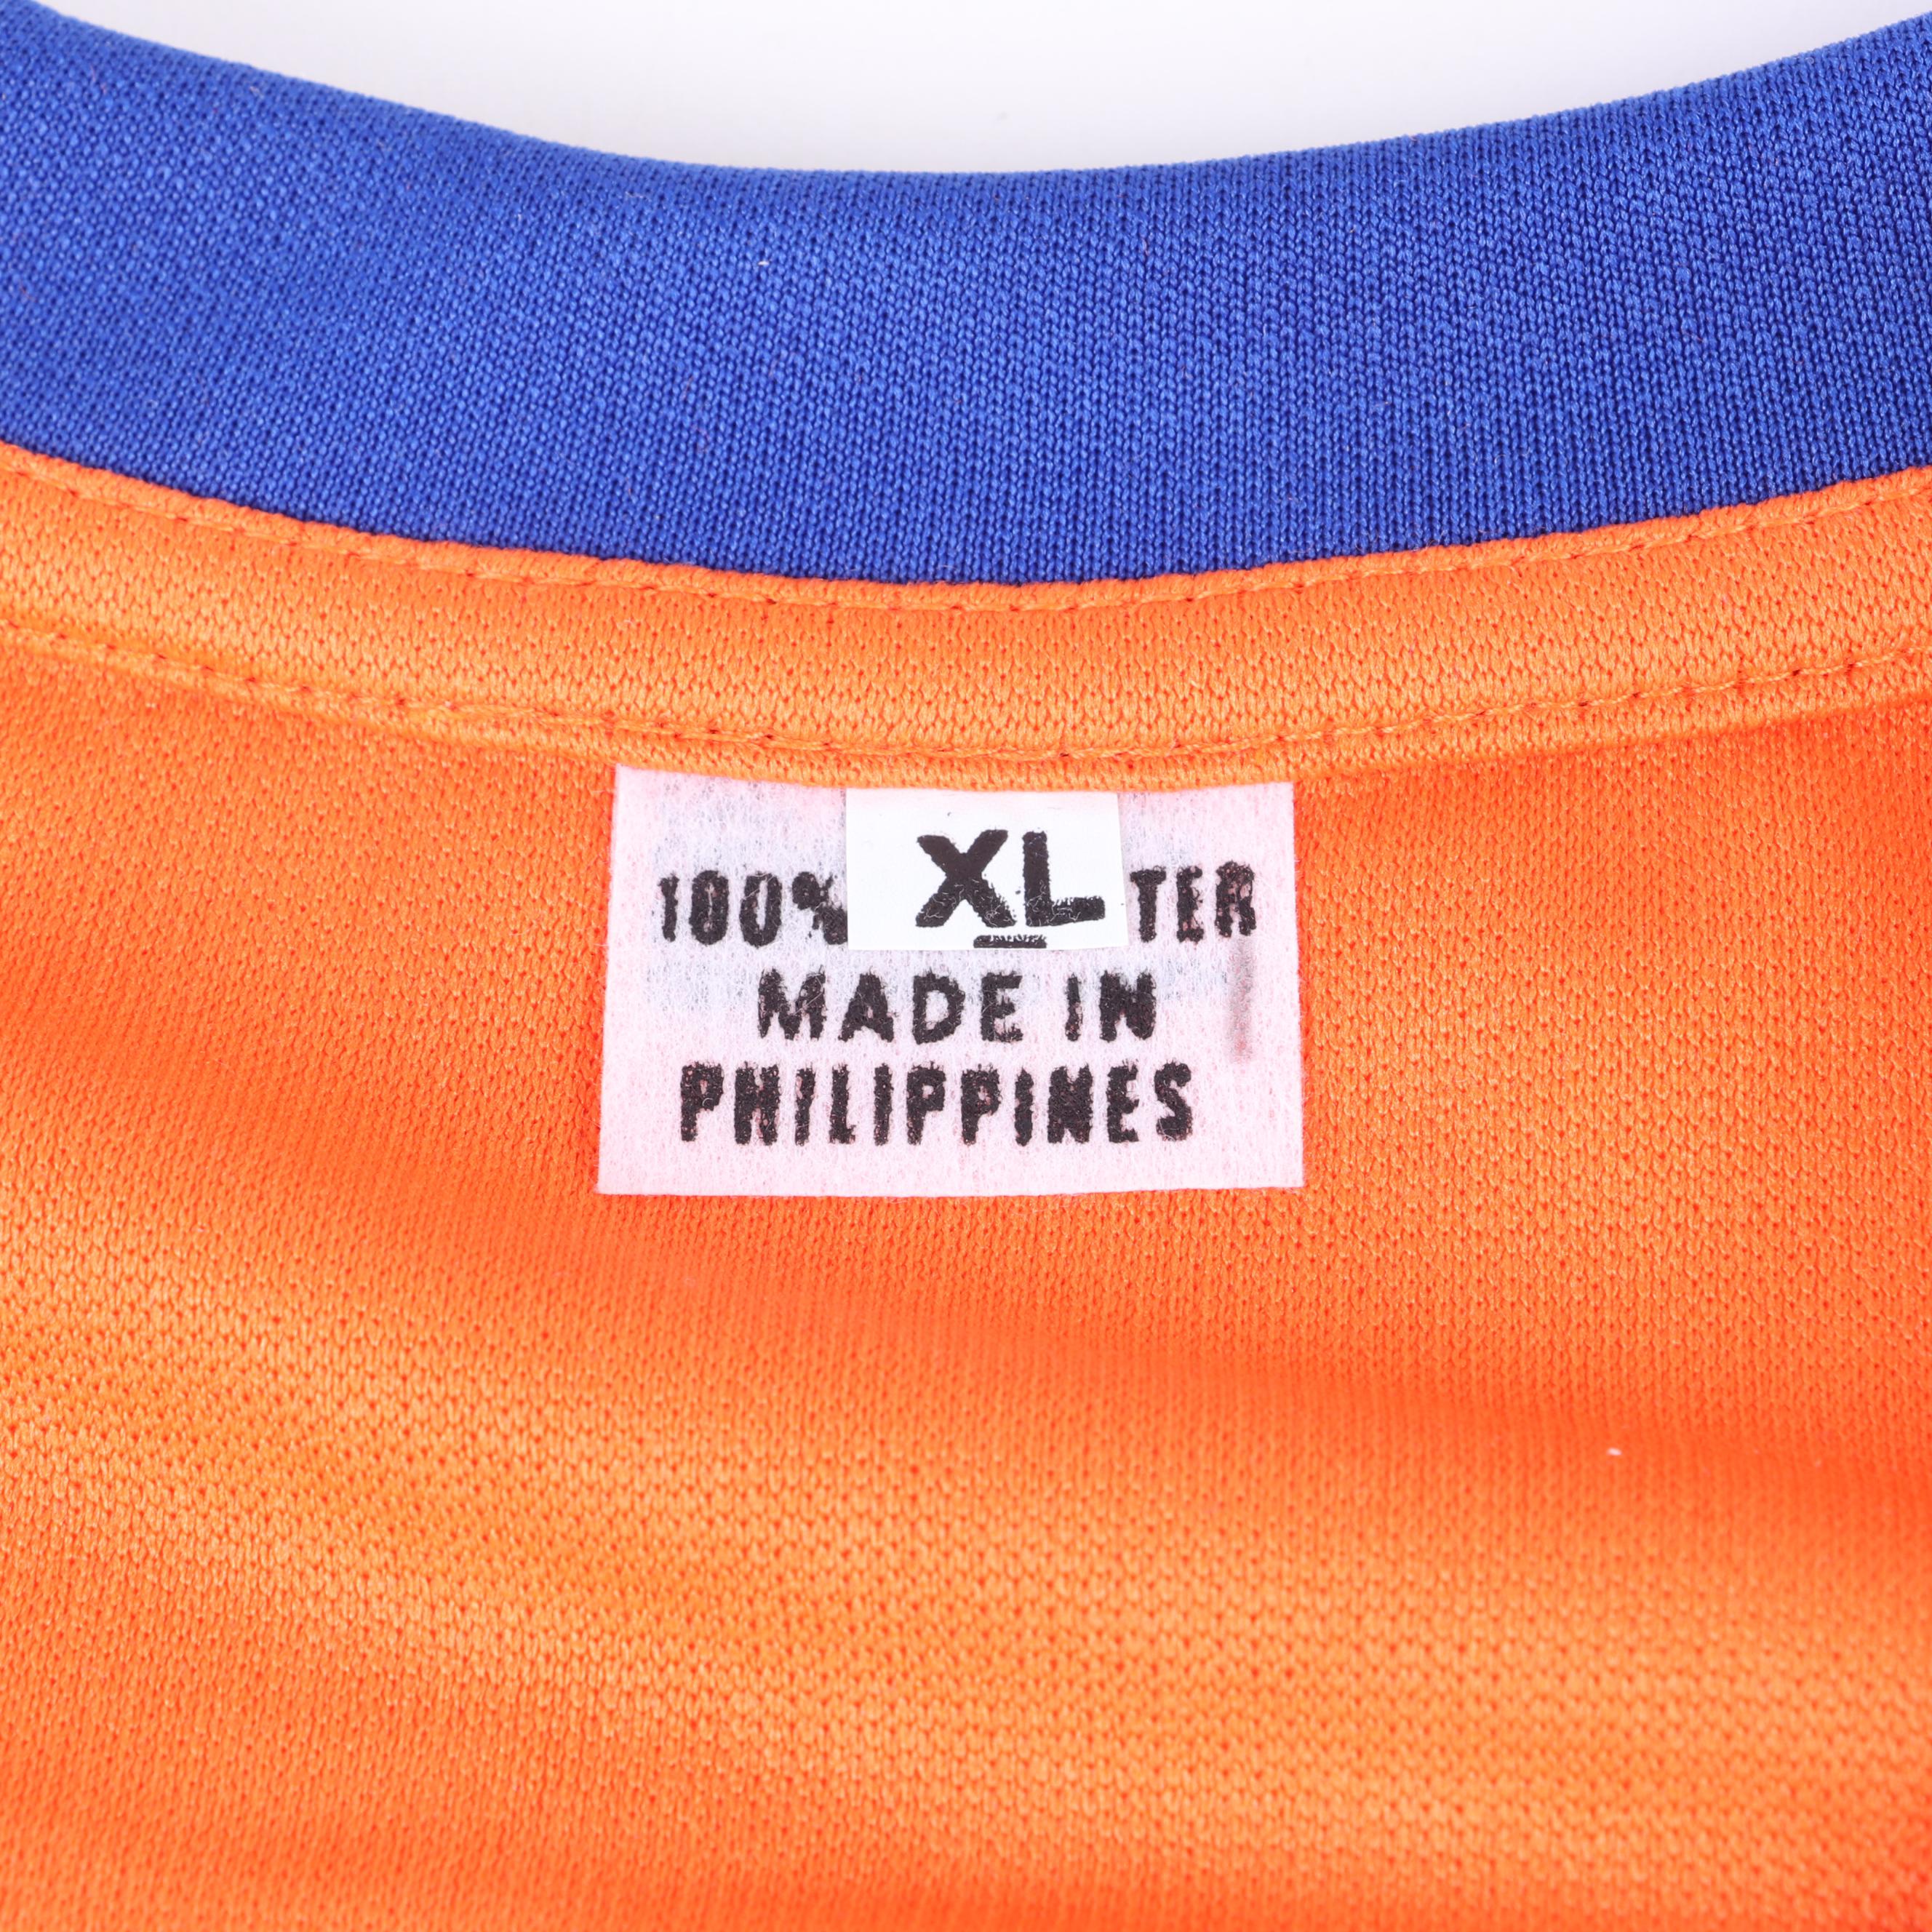 XL
100% TER
MADE IN
PHILIPPINES